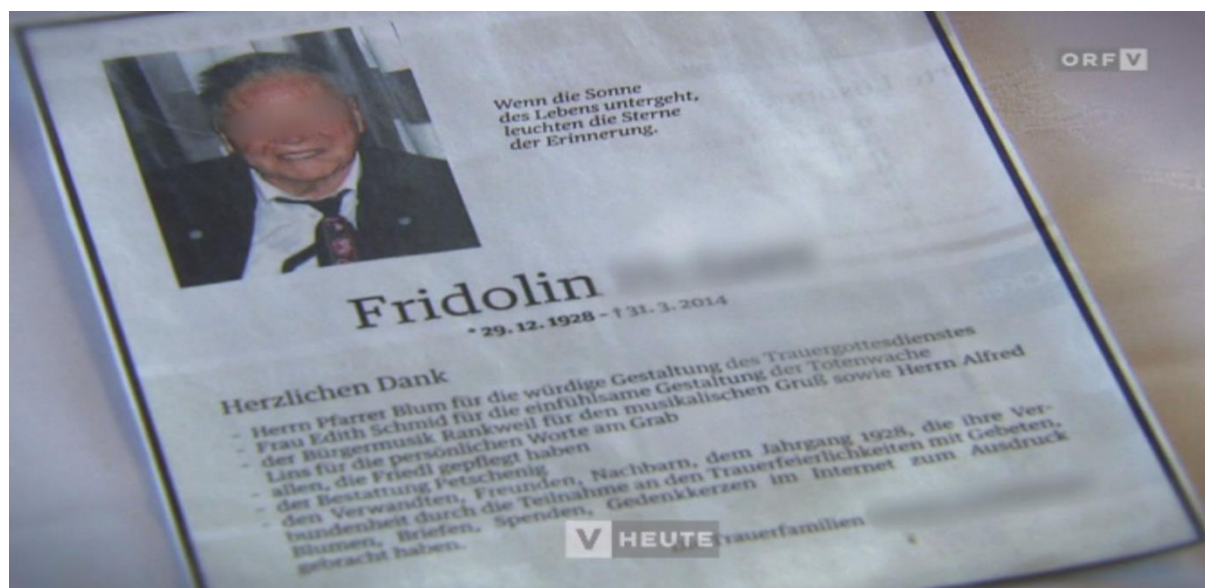 ORF V
Wenn die Sonne
des Lebens untergeht,
leuchten die Sterne
der Erinnerung.
Fridolin
* 29. 12. 1928 – † 31. 3. 2014
Herzlichen Dank
- Herrn Pfarrer Blum für die würdige Gestaltung des Trauergottesdienstes
- Frau Edith Schmid für die einfühlsame Gestaltung der Totenwache
- der Bürgermusik Rankweil für den musikalischen Gruß sowie Herrn Alfred
Lins für die persönlichen Worte am Grab
- allen, die Friedl gepflegt haben
- der Bestattung Petschenig
- den Verwandten, Freunden, Nachbarn, dem Jahrgang 1928, die ihre Ver-
bundenheit durch die Teilnahme an den Trauerfeierlichkeiten mit Gebeten,
Blumen, Briefen, Spenden, Gedenkkerzen im Internet zum Ausdruck
gebracht haben.
Trauerfamilien
V HEUTE